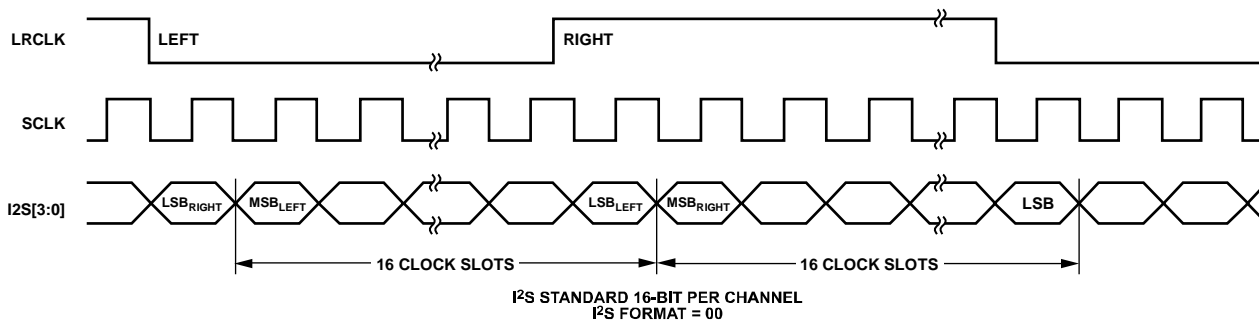 LRCLK LEFT RIGHT
SCLK
I2S[3:0] LSBRIGHT MSBLEFT LSBLEFT MSBRIGHT LSB
16 CLOCK SLOTS 16 CLOCK SLOTS
I²S STANDARD 16-BIT PER CHANNEL
I²S FORMAT = 00